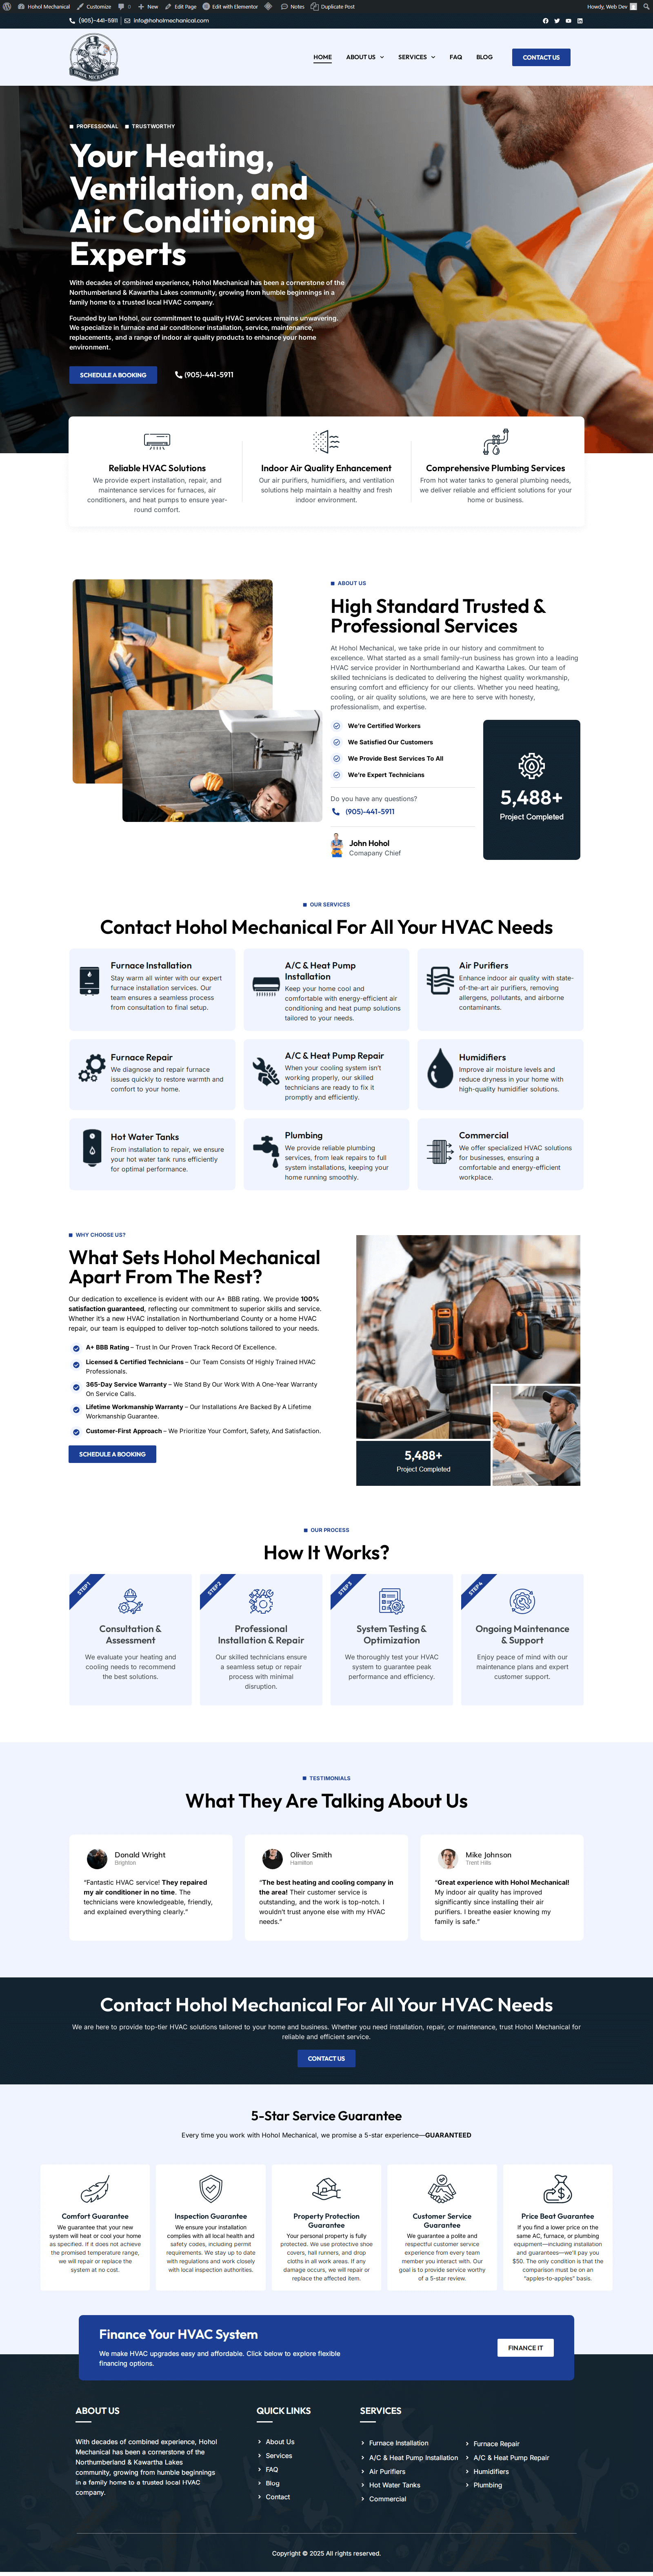 Hohol Mechanical Customize 0 New Edit Page Edit with Elementor Notes Duplicate Post Howdy, Web Dev
(905)-441-5911 info@hoholmechanical.com
HOHOL MECHANICAL
HOME ABOUT US SERVICES FAQ BLOG CONTACT US
PROFESSIONAL TRUSTWORTHY
Your Heating,
Ventilation, and
Air Conditioning
Experts
With decades of combined experience, Hohol Mechanical has been a cornerstone of the
Northumberland & Kawartha Lakes community, growing from humble beginnings in a
family home to a trusted local HVAC company.
Founded by Ian Hohol, our commitment to quality HVAC services remains unwavering.
We specialize in furnace and air conditioner installation, service, maintenance,
replacements, and a range of indoor air quality products to enhance your home
environment.
SCHEDULE A BOOKING (905)-441-5911
Reliable HVAC Solutions
We provide expert installation, repair, and
maintenance services for furnaces, air
conditioners, and heat pumps to ensure year-
round comfort.
Indoor Air Quality Enhancement
Our air purifiers, humidifiers, and ventilation
solutions help maintain a healthy and fresh
indoor environment.
Comprehensive Plumbing Services
From hot water tanks to general plumbing needs,
we deliver reliable and efficient solutions for your
home or business.
ABOUT US
High Standard Trusted &
Professional Services
At Hohol Mechanical, we take pride in our history and commitment to
excellence. What started as a small family-run business has grown into a leading
HVAC service provider in Northumberland and Kawartha Lakes. Our team of
skilled technicians is dedicated to delivering the highest quality workmanship,
ensuring comfort and efficiency for our clients. Whether you need heating,
cooling, or air quality solutions, we are here to serve with honesty,
professionalism, and expertise.
We're Certified Workers
We Satisfied Our Customers
We Provide Best Services To All
We're Expert Technicians
Do you have any questions?
(905)-441-5911
John Hohol
Comapany Chief
5,488+
Project Completed
OUR SERVICES
Contact Hohol Mechanical For All Your HVAC Needs
Furnace Installation
Stay warm all winter with our expert
furnace installation services. Our
team ensures a seamless process
from consultation to final setup.
A/C & Heat Pump
Installation
Keep your home cool and
comfortable with energy-efficient air
conditioning and heat pump solutions
tailored to your needs.
Air Purifiers
Enhance indoor air quality with state-
of-the-art air purifiers, removing
allergens, pollutants, and airborne
contaminants.
Furnace Repair
We diagnose and repair furnace
issues quickly to restore warmth and
comfort to your home.
A/C & Heat Pump Repair
When your cooling system isn't
working properly, our skilled
technicians are ready to fix it
promptly and efficiently.
Humidifiers
Improve air moisture levels and
reduce dryness in your home with
high-quality humidifier solutions.
Hot Water Tanks
From installation to repair, we ensure
your hot water tank runs efficiently
for optimal performance.
Plumbing
We provide reliable plumbing
services, from leak repairs to full
system installations, keeping your
home running smoothly.
Commercial
We offer specialized HVAC solutions
for businesses, ensuring a
comfortable and energy-efficient
workplace.
WHY CHOOSE US?
What Sets Hohol Mechanical
Apart From The Rest?
Our dedication to excellence is evident with our A+ BBB rating. We provide 100%
satisfaction guaranteed, reflecting our commitment to superior skills and service.
Whether it's a new HVAC installation in Northumberland County or a home HVAC
repair, our team is equipped to deliver top-notch solutions tailored to your needs.
A+ BBB Rating – Trust In Our Proven Track Record Of Excellence.
Licensed & Certified Technicians – Our Team Consists Of Highly Trained HVAC
Professionals.
365-Day Service Warranty – We Stand By Our Work With A One-Year Warranty
On Service Calls.
Lifetime Workmanship Warranty – Our Installations Are Backed By A Lifetime
Workmanship Guarantee.
Customer-First Approach – We Prioritize Your Comfort, Safety, And Satisfaction.
SCHEDULE A BOOKING
5,488+
Project Completed
OUR PROCESS
How It Works?
STEP 1
Consultation &
Assessment
We evaluate your heating and
cooling needs to recommend
the best solutions.
STEP 2
Professional
Installation & Repair
Our skilled technicians ensure
a seamless setup or repair
process with minimal
disruption.
STEP 3
System Testing &
Optimization
We thoroughly test your HVAC
system to guarantee peak
performance and efficiency.
STEP 4
Ongoing Maintenance
& Support
Enjoy peace of mind with our
maintenance plans and expert
customer support.
TESTIMONIALS
What They Are Talking About Us
Donald Wright
Brighton
“Fantastic HVAC service! They repaired
my air conditioner in no time. The
technicians were knowledgeable, friendly,
and explained everything clearly.”
Oliver Smith
Hamilton
“The best heating and cooling company in
the area! Their customer service is
outstanding, and the work is top-notch. I
wouldn't trust anyone else with my HVAC
needs.”
Mike Johnson
Trent Hills
“Great experience with Hohol Mechanical!
My indoor air quality has improved
significantly since installing their air
purifiers. I breathe easier knowing my
family is safe.”
Contact Hohol Mechanical For All Your HVAC Needs
We are here to provide top-tier HVAC solutions tailored to your home and business. Whether you need installation, repair, or maintenance, trust Hohol Mechanical for
reliable and efficient service.
CONTACT US
5-Star Service Guarantee
Every time you work with Hohol Mechanical, we promise a 5-star experience—GUARANTEED
Comfort Guarantee
We guarantee that your new
system will heat or cool your home
as specified. If it does not achieve
the promised temperature range,
we will repair or replace the
system at no cost.
Inspection Guarantee
We ensure your installation
complies with all local health and
safety codes, including permit
requirements. We stay up to date
with regulations and work closely
with local inspection authorities.
Property Protection
Guarantee
Your personal property is fully
protected. We use protective shoe
covers, hall runners, and drop
cloths in all work areas. If any
damage occurs, we will repair or
replace the affected item.
Customer Service
Guarantee
We guarantee a polite and
respectful customer service
experience from every team
member you interact with. Our
goal is to provide service worthy
of a 5-star review.
Price Beat Guarantee
If you find a lower price on the
same AC, furnace, or plumbing
equipment—including installation
and guarantees—we'll pay you
$50. The only condition is that the
comparison must be on an
“apples-to-apples” basis.
Finance Your HVAC System
We make HVAC upgrades easy and affordable. Click below to explore flexible
financing options.
FINANCE IT
ABOUT US
With decades of combined experience, Hohol
Mechanical has been a cornerstone of the
Northumberland & Kawartha Lakes
community, growing from humble beginnings
in a family home to a trusted local HVAC
company.
QUICK LINKS
About Us
Services
FAQ
Blog
Contact
SERVICES
Furnace Installation
A/C & Heat Pump Installation
Air Purifiers
Hot Water Tanks
Commercial
Furnace Repair
A/C & Heat Pump Repair
Humidifiers
Plumbing
Copyright © 2025 All rights reserved.